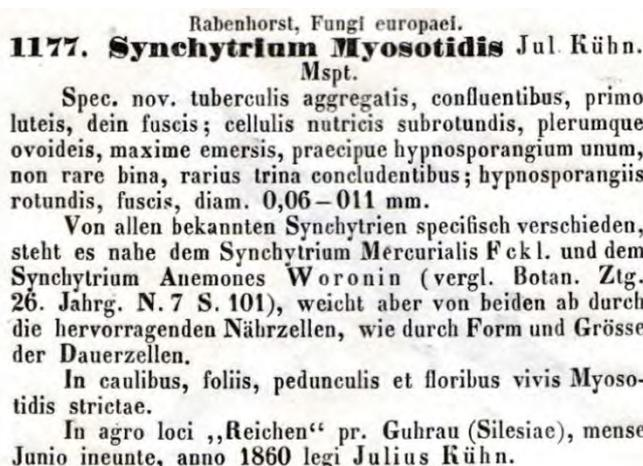 Rabenhorst, Fungi europaei.
1177. Synchytrium Myosotidis Jul Kühn.
Mspt.
Spec. nov. tuberculis aggregatis, confluentibus, primo
luteis, dein fuscis; cellulis nutricis subrotundis, plerumque
ovoideis, maxime emersis, praecipue hypnosporangium unum,
non rare bina, rarius trina concludentibus; hypnosporangiis
rotundis, fuscis, diam. 0,06–011 mm.
Von allen bekannten Synchytrien specifisch verschieden,
steht es nahe dem Synchytrium Mercurialis Fckl. und dem
Synchytrium Anemones Woronin (vergl. Botan. Ztg.
26. Jahrg. N. 7 S. 101), weicht aber von beiden ab durch
die hervorragenden Nährzellen, wie durch Form und Grösse
der Dauerzellen.
In caulibus, foliis, pedunculis et floribus vivis Myoso-
tidis strictae.
In agro loci „Reichen“ pr. Guhrau (Silesiae), mense
Junio ineunte, anno 1860 legi Julius Kühn.